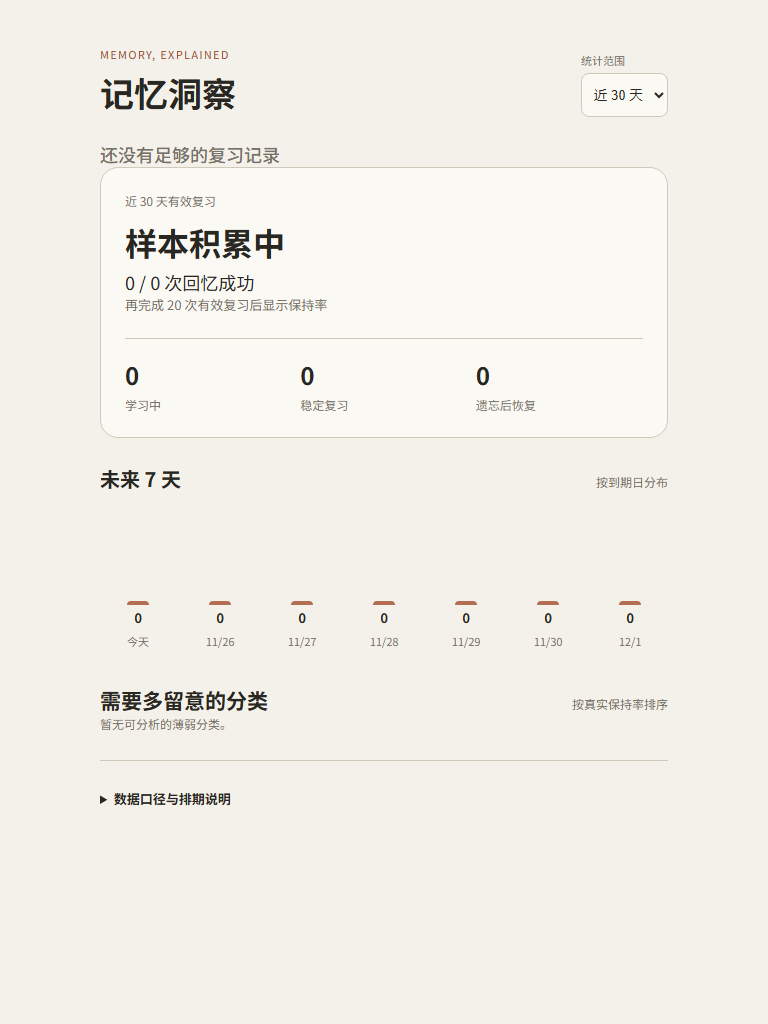 MEMORY, EXPLAINED
记忆洞察
统计范围
近 30 天
还没有足够的复习记录
近 30 天有效复习
样本积累中
0 / 0 次回忆成功
再完成 20 次有效复习后显示保持率
0 0 0
学习中 稳定复习 遗忘后恢复
未来 7 天 按到期日分布
0 0 0 0 0 0 0
今天 11/26 11/27 11/28 11/29 11/30 12/1
需要多留意的分类 按真实保持率排序
暂无可分析的薄弱分类。
数据口径与排期说明